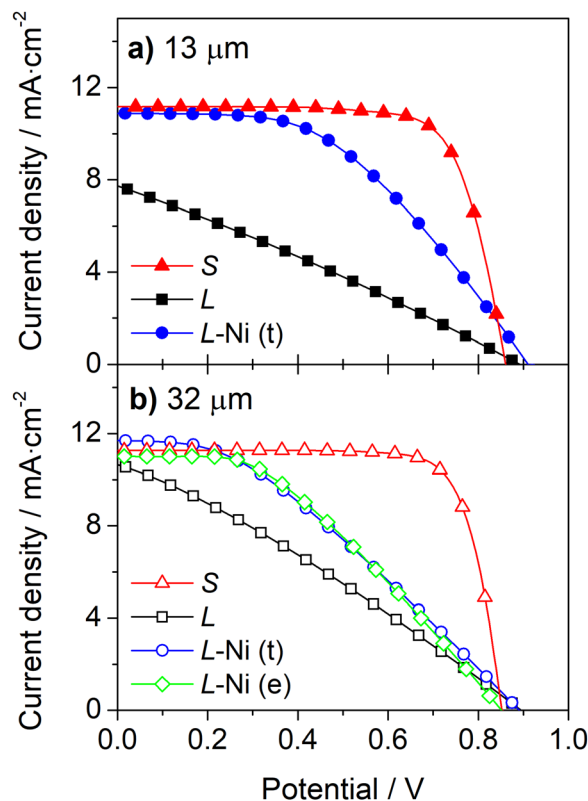 a) 13 μm
Current density / mA·cm-2
12
8
4
0
S
L
L-Ni (t)
b) 32 μm
Current density / mA·cm-2
12
8
4
0
S
L
L-Ni (t)
L-Ni (e)
0.0 0.2 0.4 0.6 0.8 1.0
Potential / V